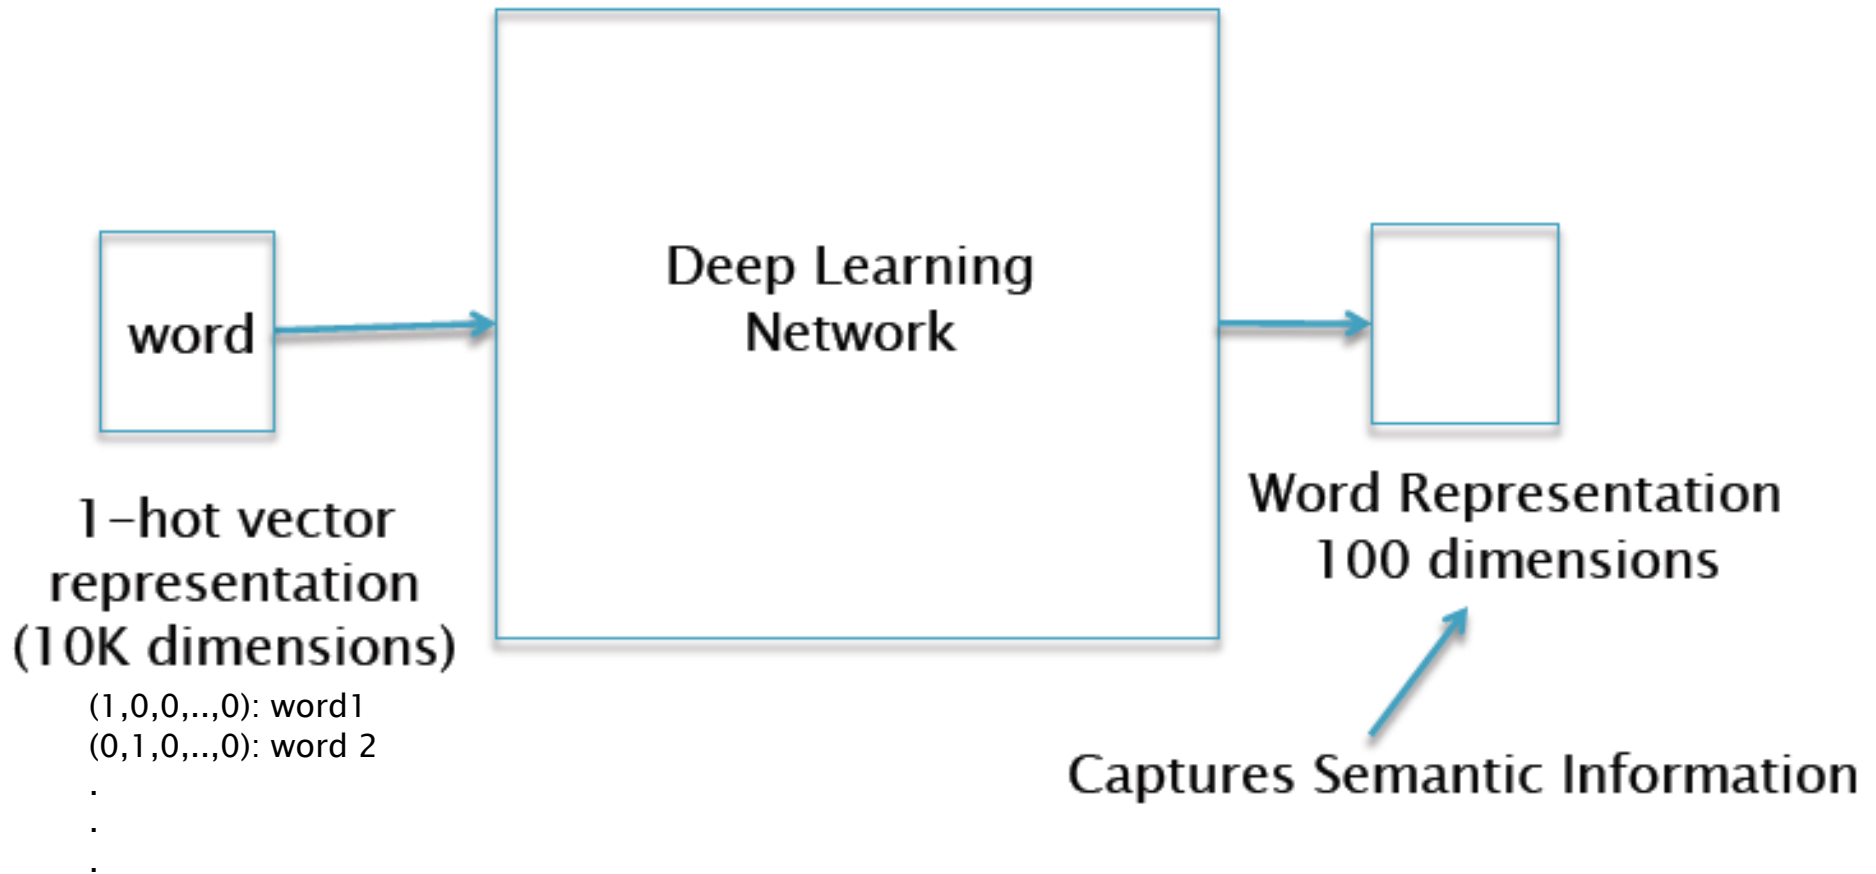 word
1-hot vector
representation
(10K dimensions)
(1,0,0,..,0): word1
(0,1,0,..,0): word 2
.
.
.
Deep Learning
Network
Word Representation
100 dimensions
Captures Semantic Information